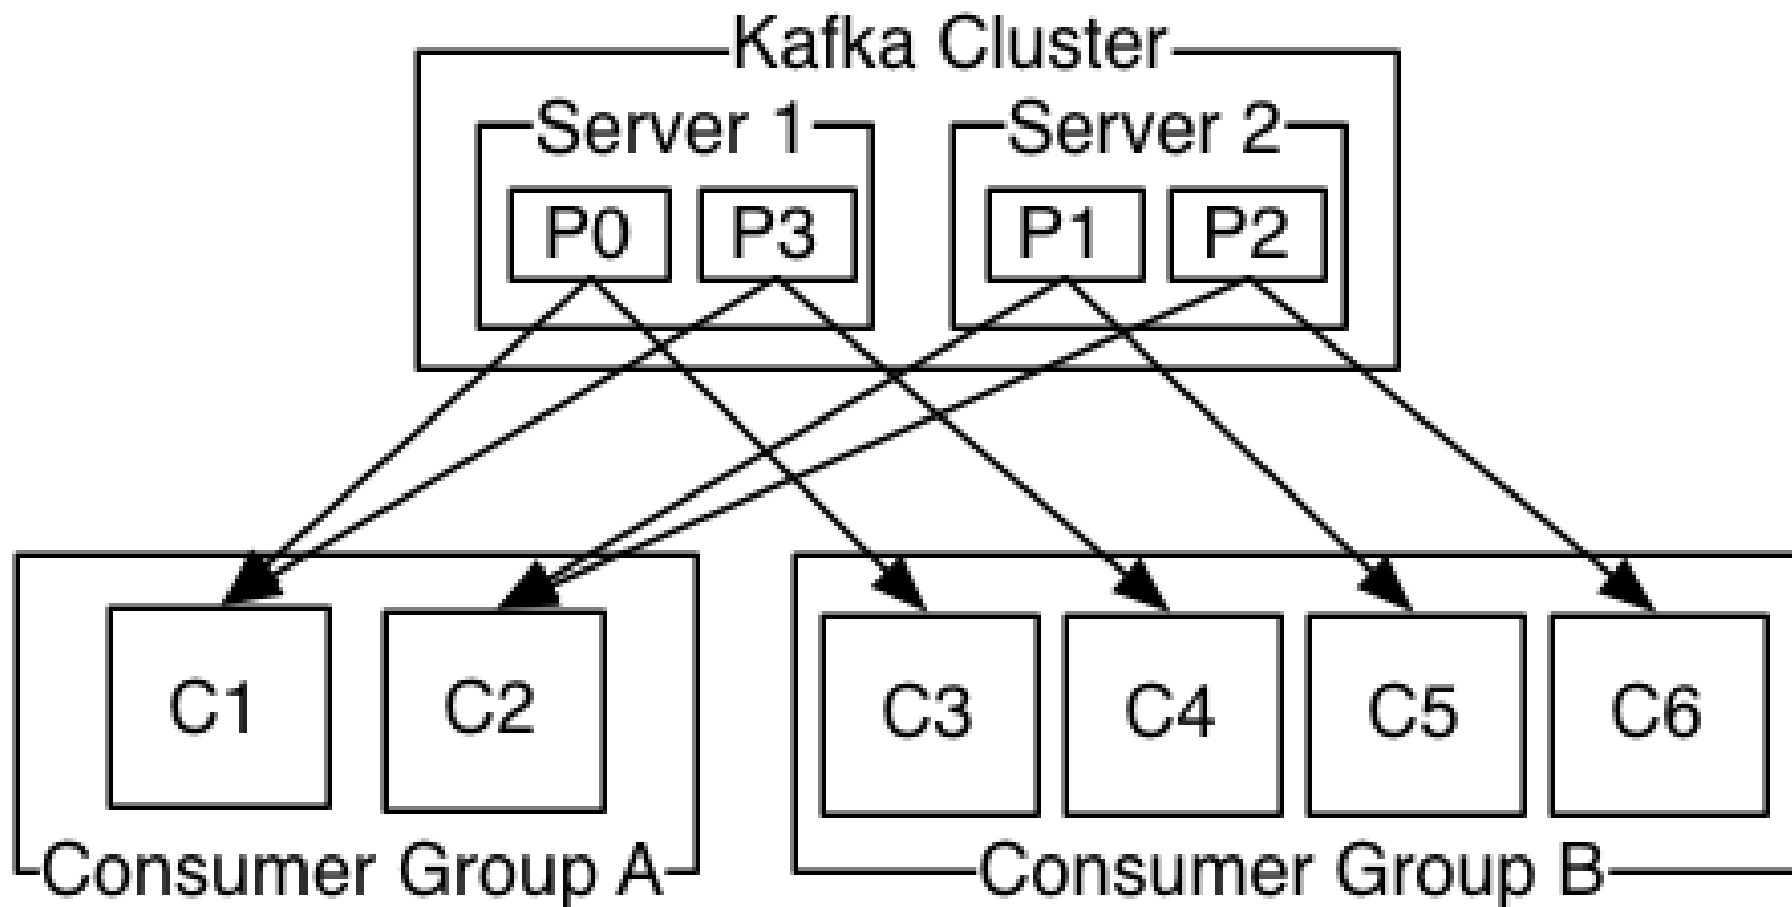 Kafka Cluster
Server 1 Server 2
P0 P3 P1 P2
C1 C2 C3 C4 C5 C6
Consumer Group A Consumer Group B